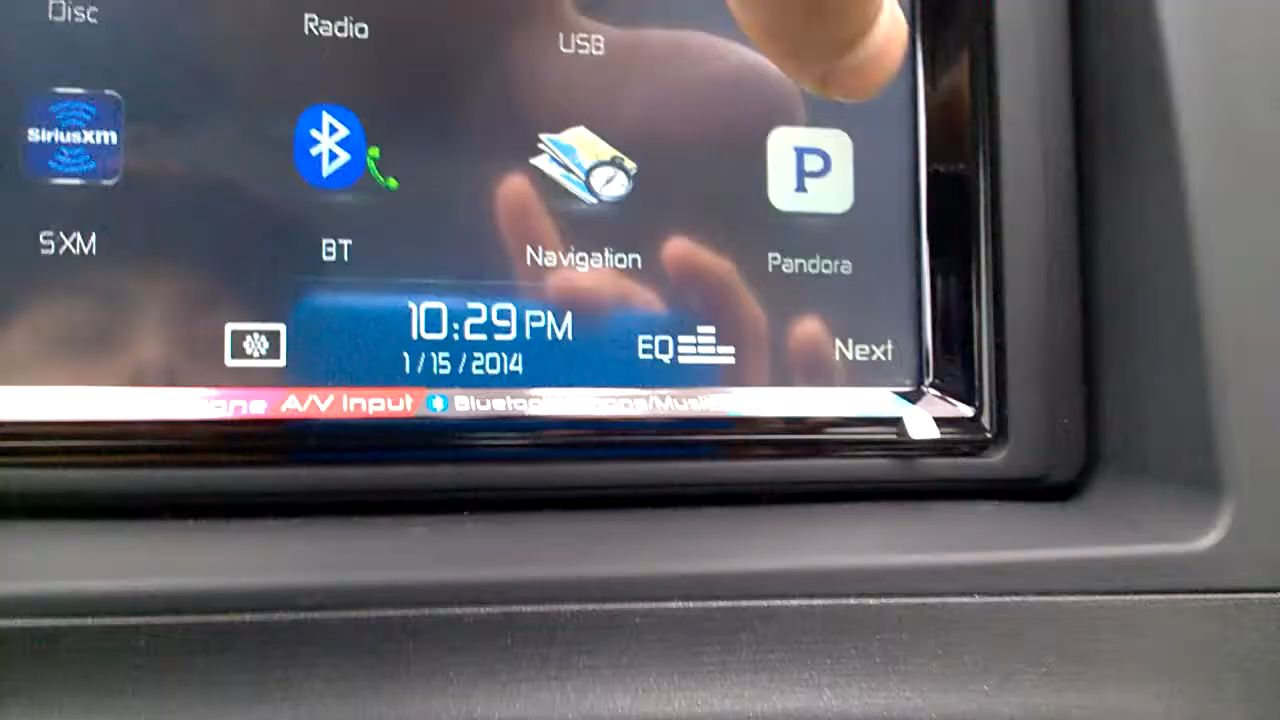 Disc
Radio
USB
SiriusXM
P
SXM
BT
Navigation
Pandora
10:29 PM
1/15/2014
EQ
Next
A/V Input